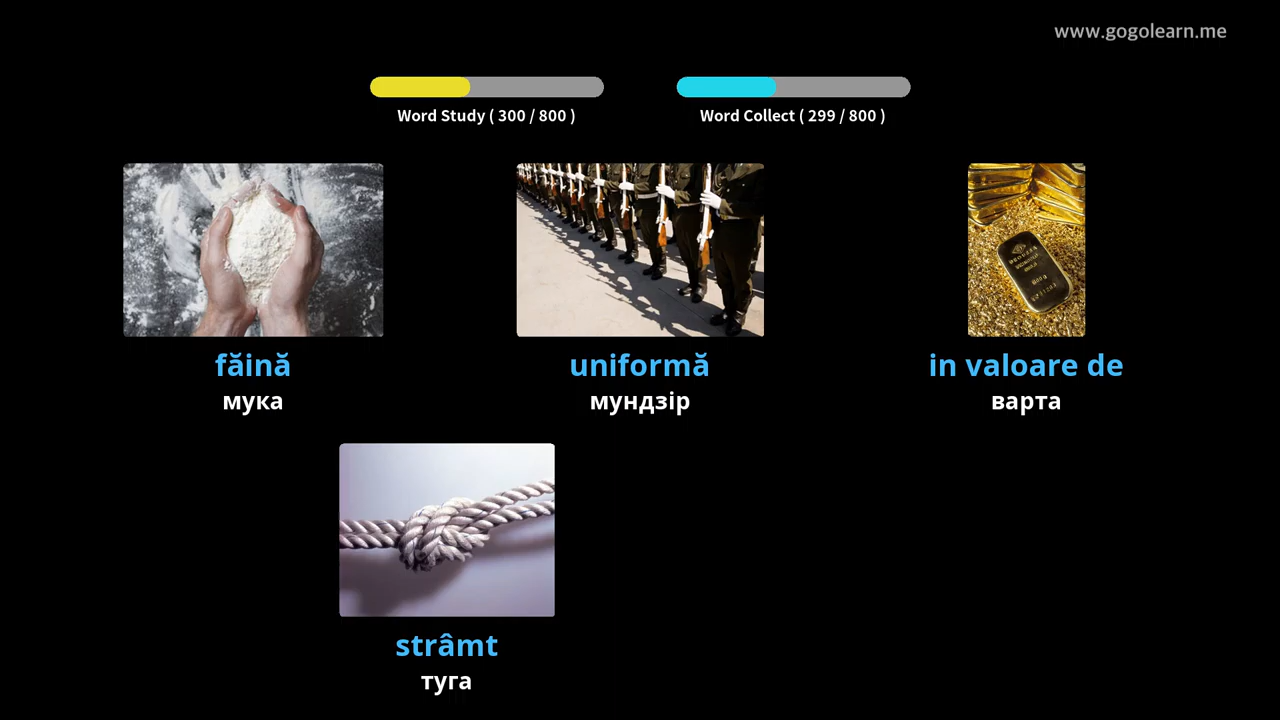 www.gogolearn.me
Word Study ( 300 / 800 )
Word Collect ( 299 / 800 )
făină
мука
uniformă
мундзір
in valoare de
варта
strâmt
туга